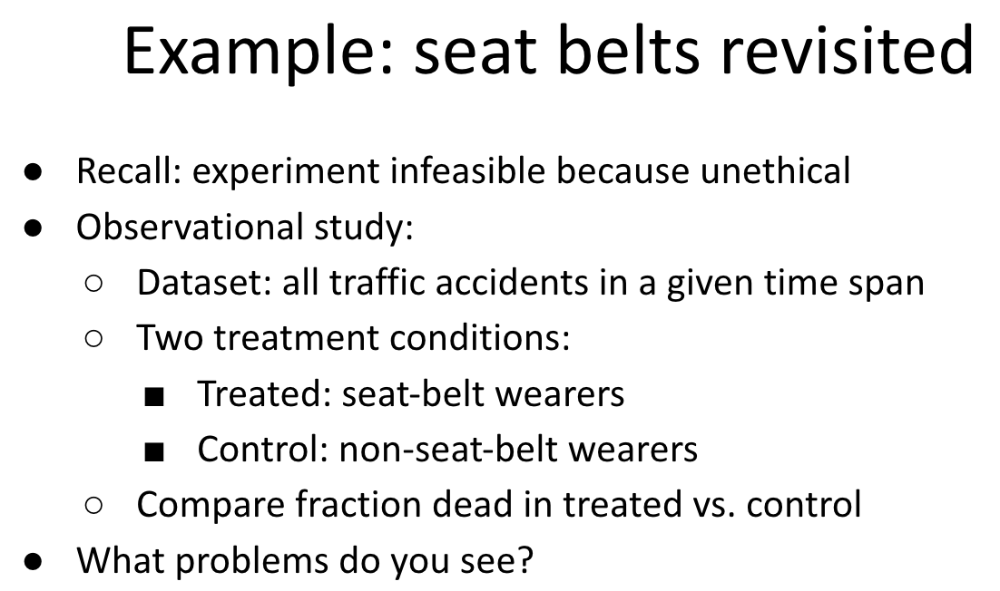 Example: seat belts revisited
● Recall: experiment infeasible because unethical
● Observational study:
○ Dataset: all traffic accidents in a given time span
○ Two treatment conditions:
■ Treated: seat-belt wearers
■ Control: non-seat-belt wearers
○ Compare fraction dead in treated vs. control
● What problems do you see?